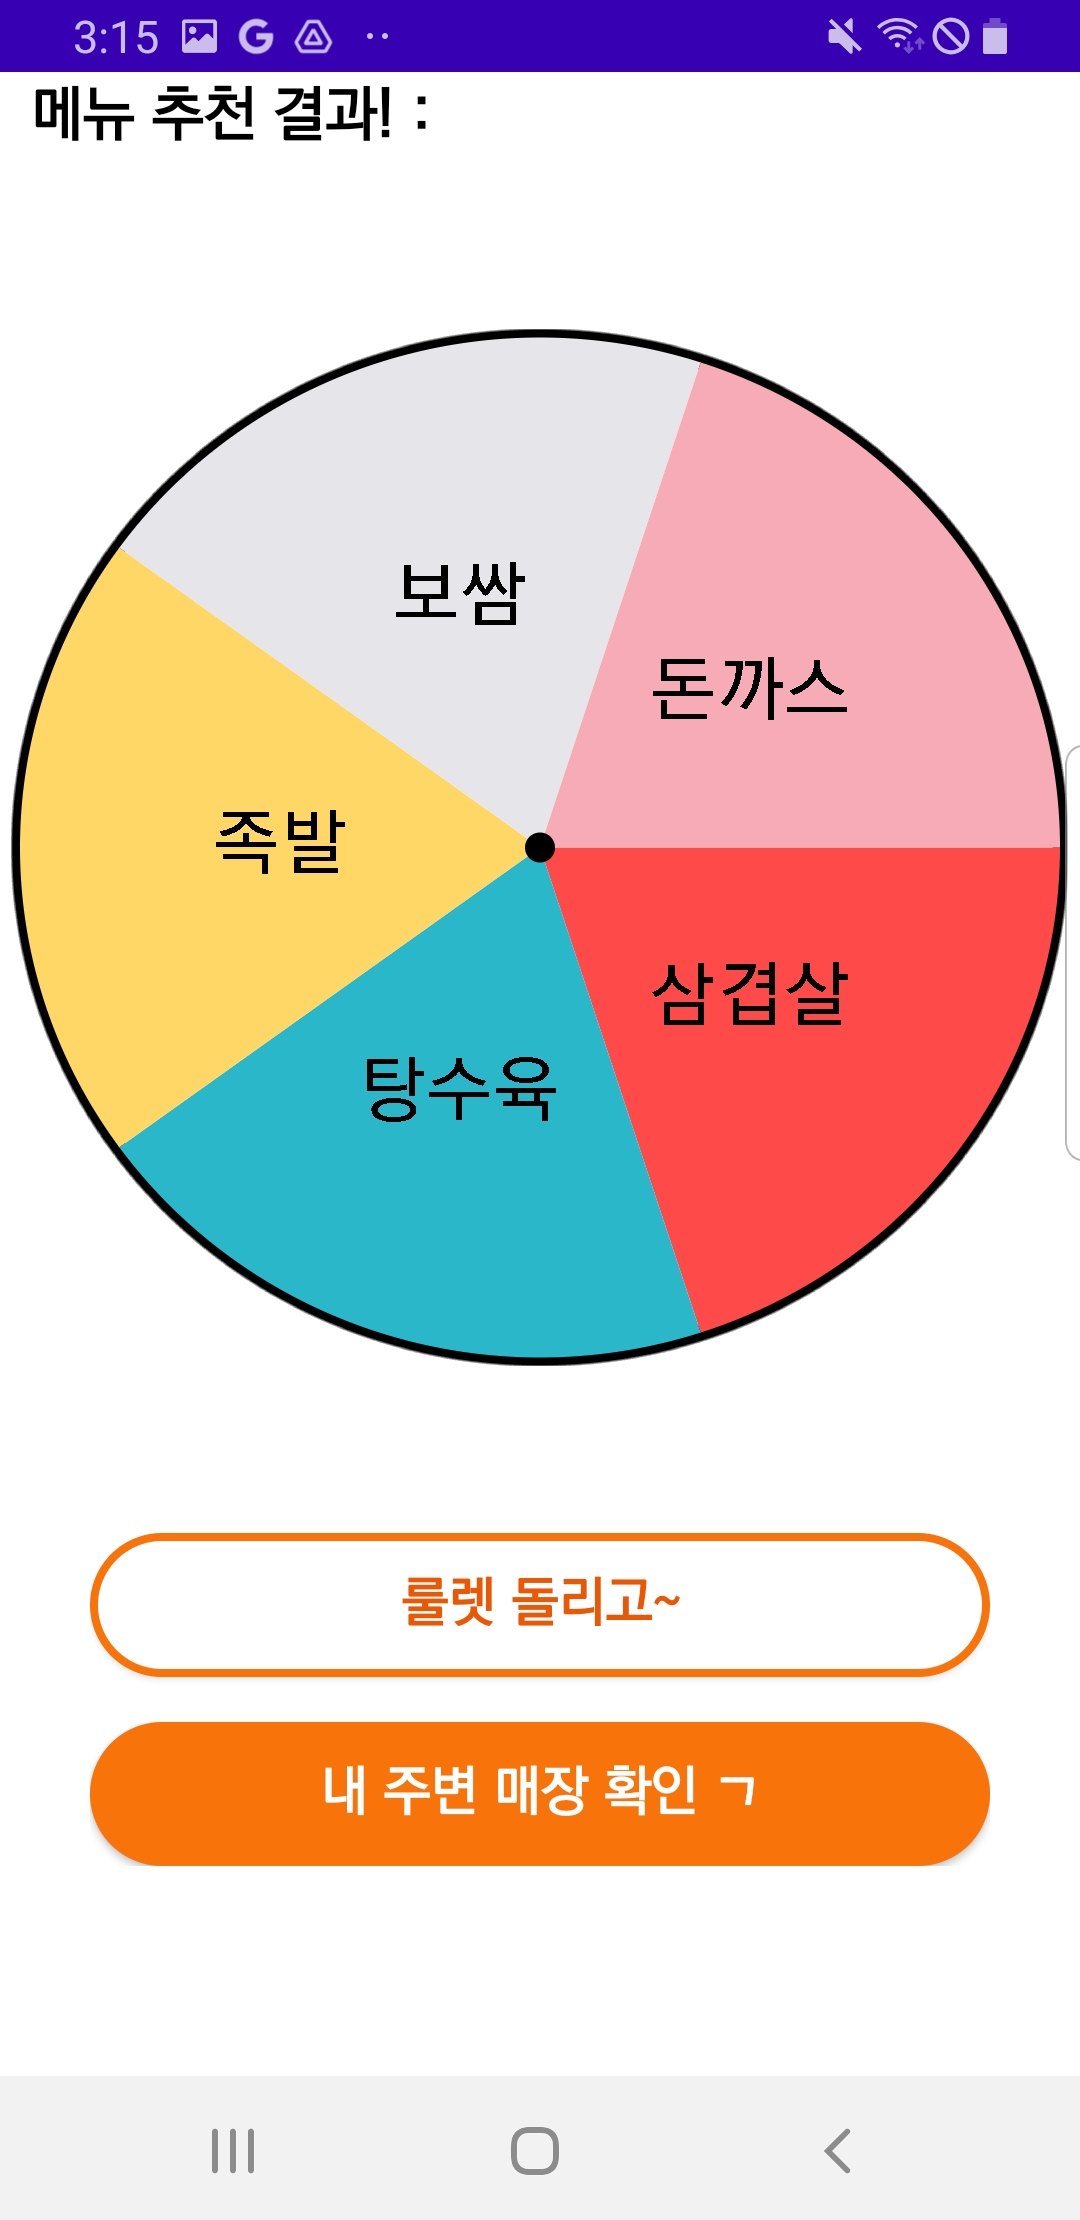 3:15
메뉴 추천 결과! :
보쌈
돈까스
족발
삼겹살
탕수육
룰렛 돌리고~
내 주변 매장 확인 ㄱ